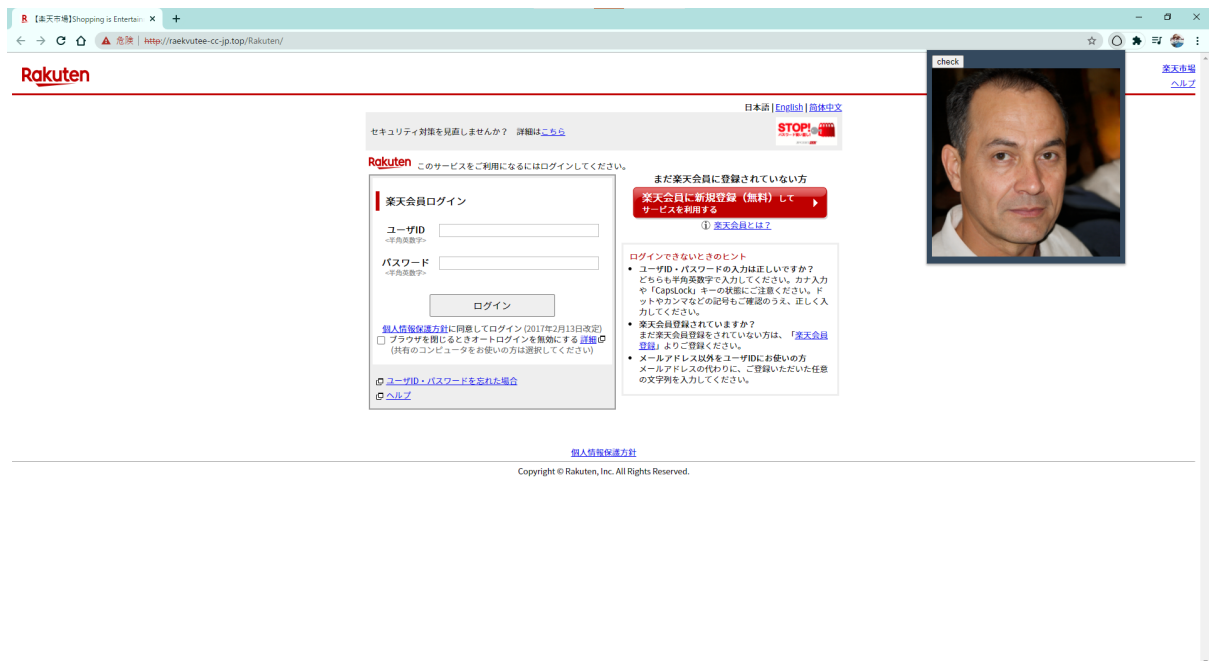 【楽天市場】Shopping is Entertain
危険 | http://raekvutee-cc-jp.top/Rakuten/
check
Rakuten
楽天市場
ヘルプ
日本語 | English | 简体中文
セキュリティ対策を見直しませんか？ 詳細はこちら
STOP!
Rakuten このサービスをご利用になるにはログインしてください。
楽天会員ログイン
ユーザID
<半角英数字>
パスワード
<半角英数字>
ログイン
個人情報保護方針に同意してログイン (2017年2月13日改定)
ブラウザを閉じるときオートログインを無効にする 詳細
(共有のコンピュータをお使いの方は選択してください)
ユーザID・パスワードを忘れた場合
ヘルプ
まだ楽天会員に登録されていない方
楽天会員に新規登録（無料）して
サービスを利用する
楽天会員とは？
ログインできないときのヒント
• ユーザID・パスワードの入力は正しいですか？
どちらも半角英数字で入力してください。カナ入力
や「CapsLock」キーの状態にご注意ください。ド
ットやカンマなどの記号もご確認のうえ、正しく入
力してください。
• 楽天会員登録されていますか？
まだ楽天会員登録をされていない方は、「楽天会員
登録」よりご登録ください。
• メールアドレス以外をユーザIDにお使いの方
メールアドレスの代わりに、ご登録いただいた任意
の文字列を入力してください。
個人情報保護方針
Copyright © Rakuten, Inc. All Rights Reserved.